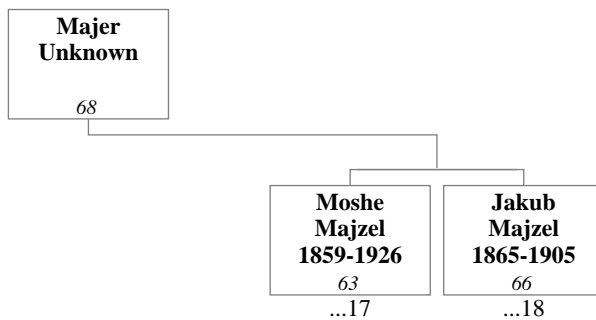 Majer
Unknown
68
Moshe
Majzel
1859-1926
63
...17
Jakub
Majzel
1865-1905
66
...18